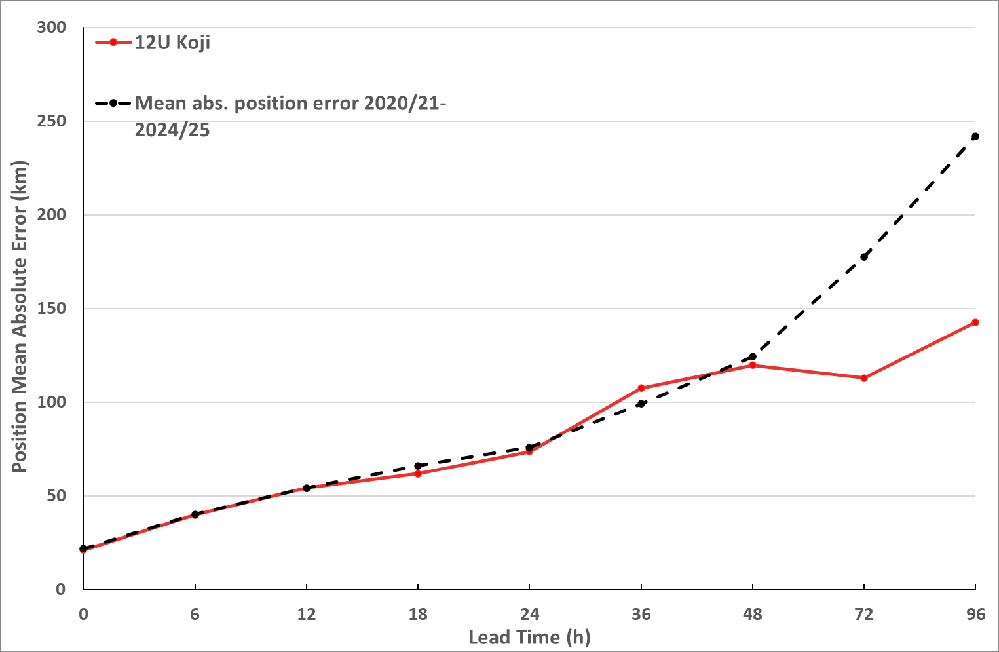 300
12U Koji
Mean abs. position error 2020/21-
2024/25
250
200
150
100
50
0
Position Mean Absolute Error (km)
0 6 12 18 24 36 48 72 96
Lead Time (h)